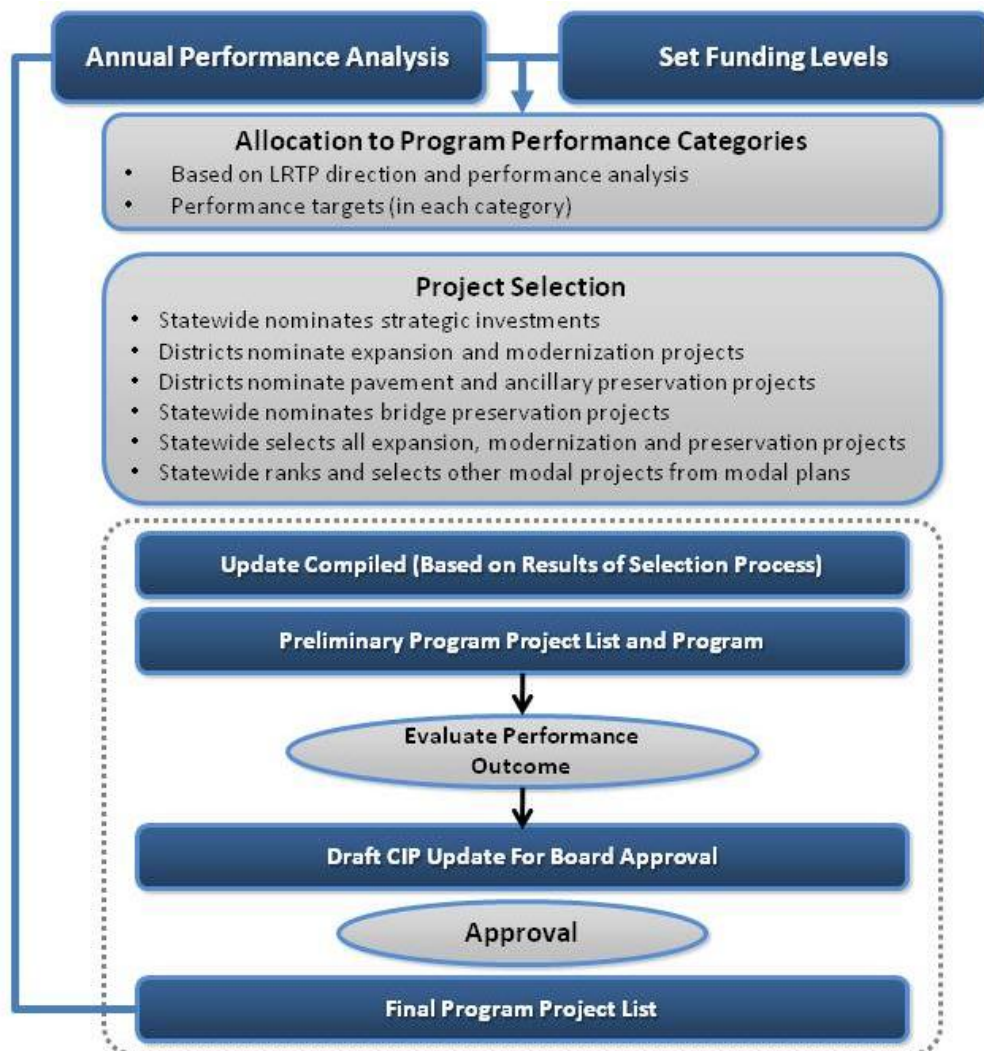 Annual Performance Analysis
Set Funding Levels
Allocation to Program Performance Categories
• Based on LRTP direction and performance analysis
• Performance targets (in each category)
Project Selection
• Statewide nominates strategic investments
• Districts nominate expansion and modernization projects
• Districts nominate pavement and ancillary preservation projects
• Statewide nominates bridge preservation projects
• Statewide selects all expansion, modernization and preservation projects
• Statewide ranks and selects other modal projects from modal plans
Update Compiled (Based on Results of Selection Process)
Preliminary Program Project List and Program
Evaluate Performance
Outcome
Draft CIP Update For Board Approval
Approval
Final Program Project List